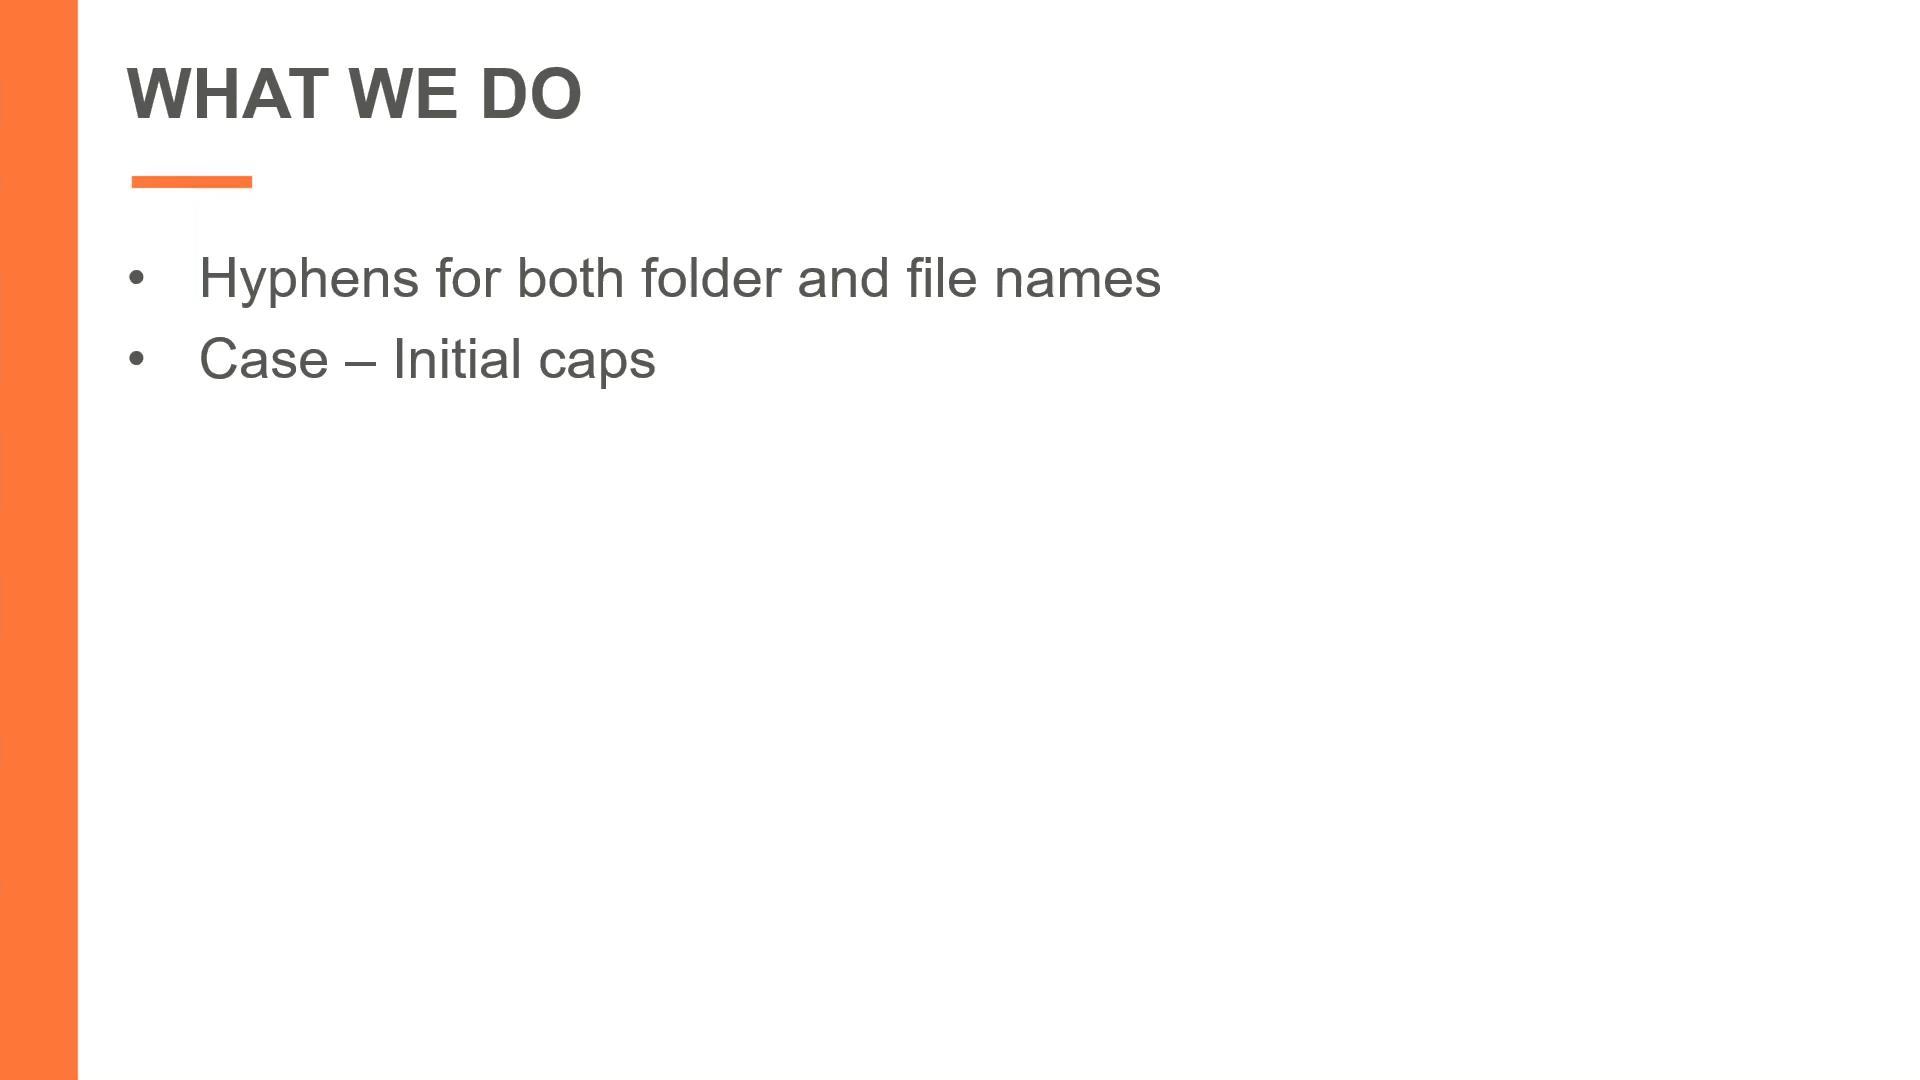 WHAT WE DO
• Hyphens for both folder and file names
• Case – Initial caps